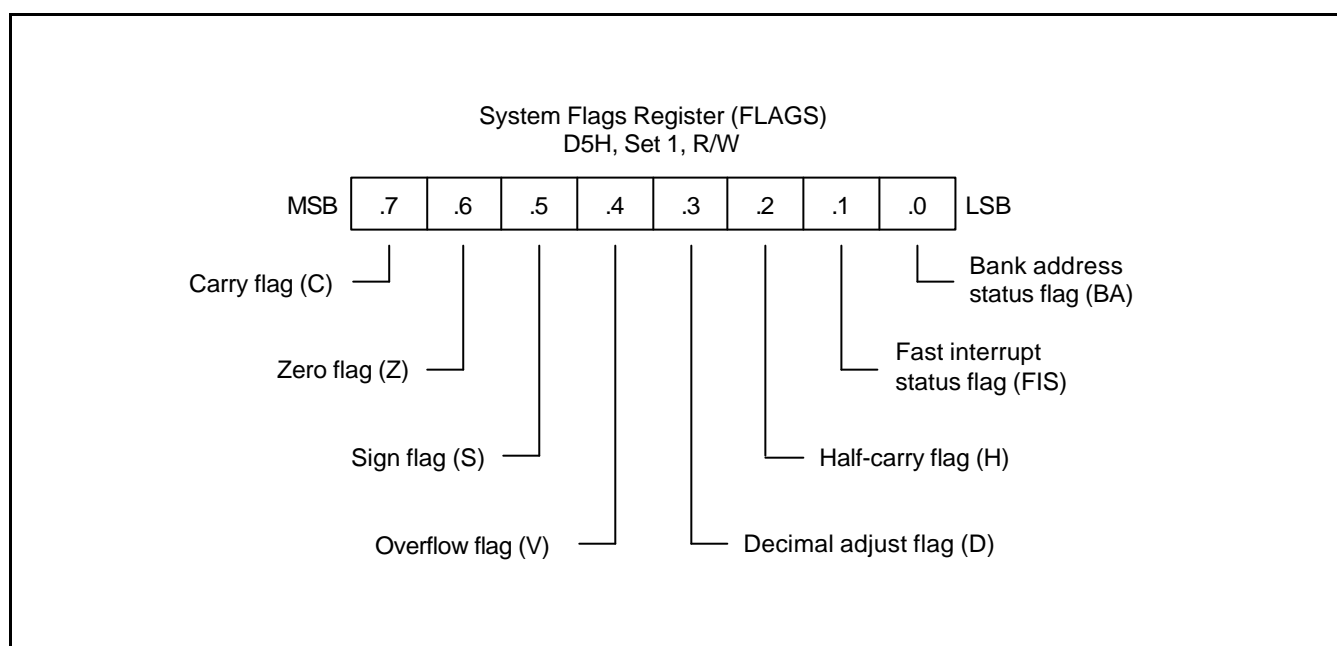 System Flags Register (FLAGS)
D5H, Set 1, R/W
MSB .7 .6 .5 .4 .3 .2 .1 .0 LSB
Carry flag (C)
Bank address
status flag (BA)
Zero flag (Z)
Fast interrupt
status flag (FIS)
Sign flag (S)
Half-carry flag (H)
Overflow flag (V)
Decimal adjust flag (D)